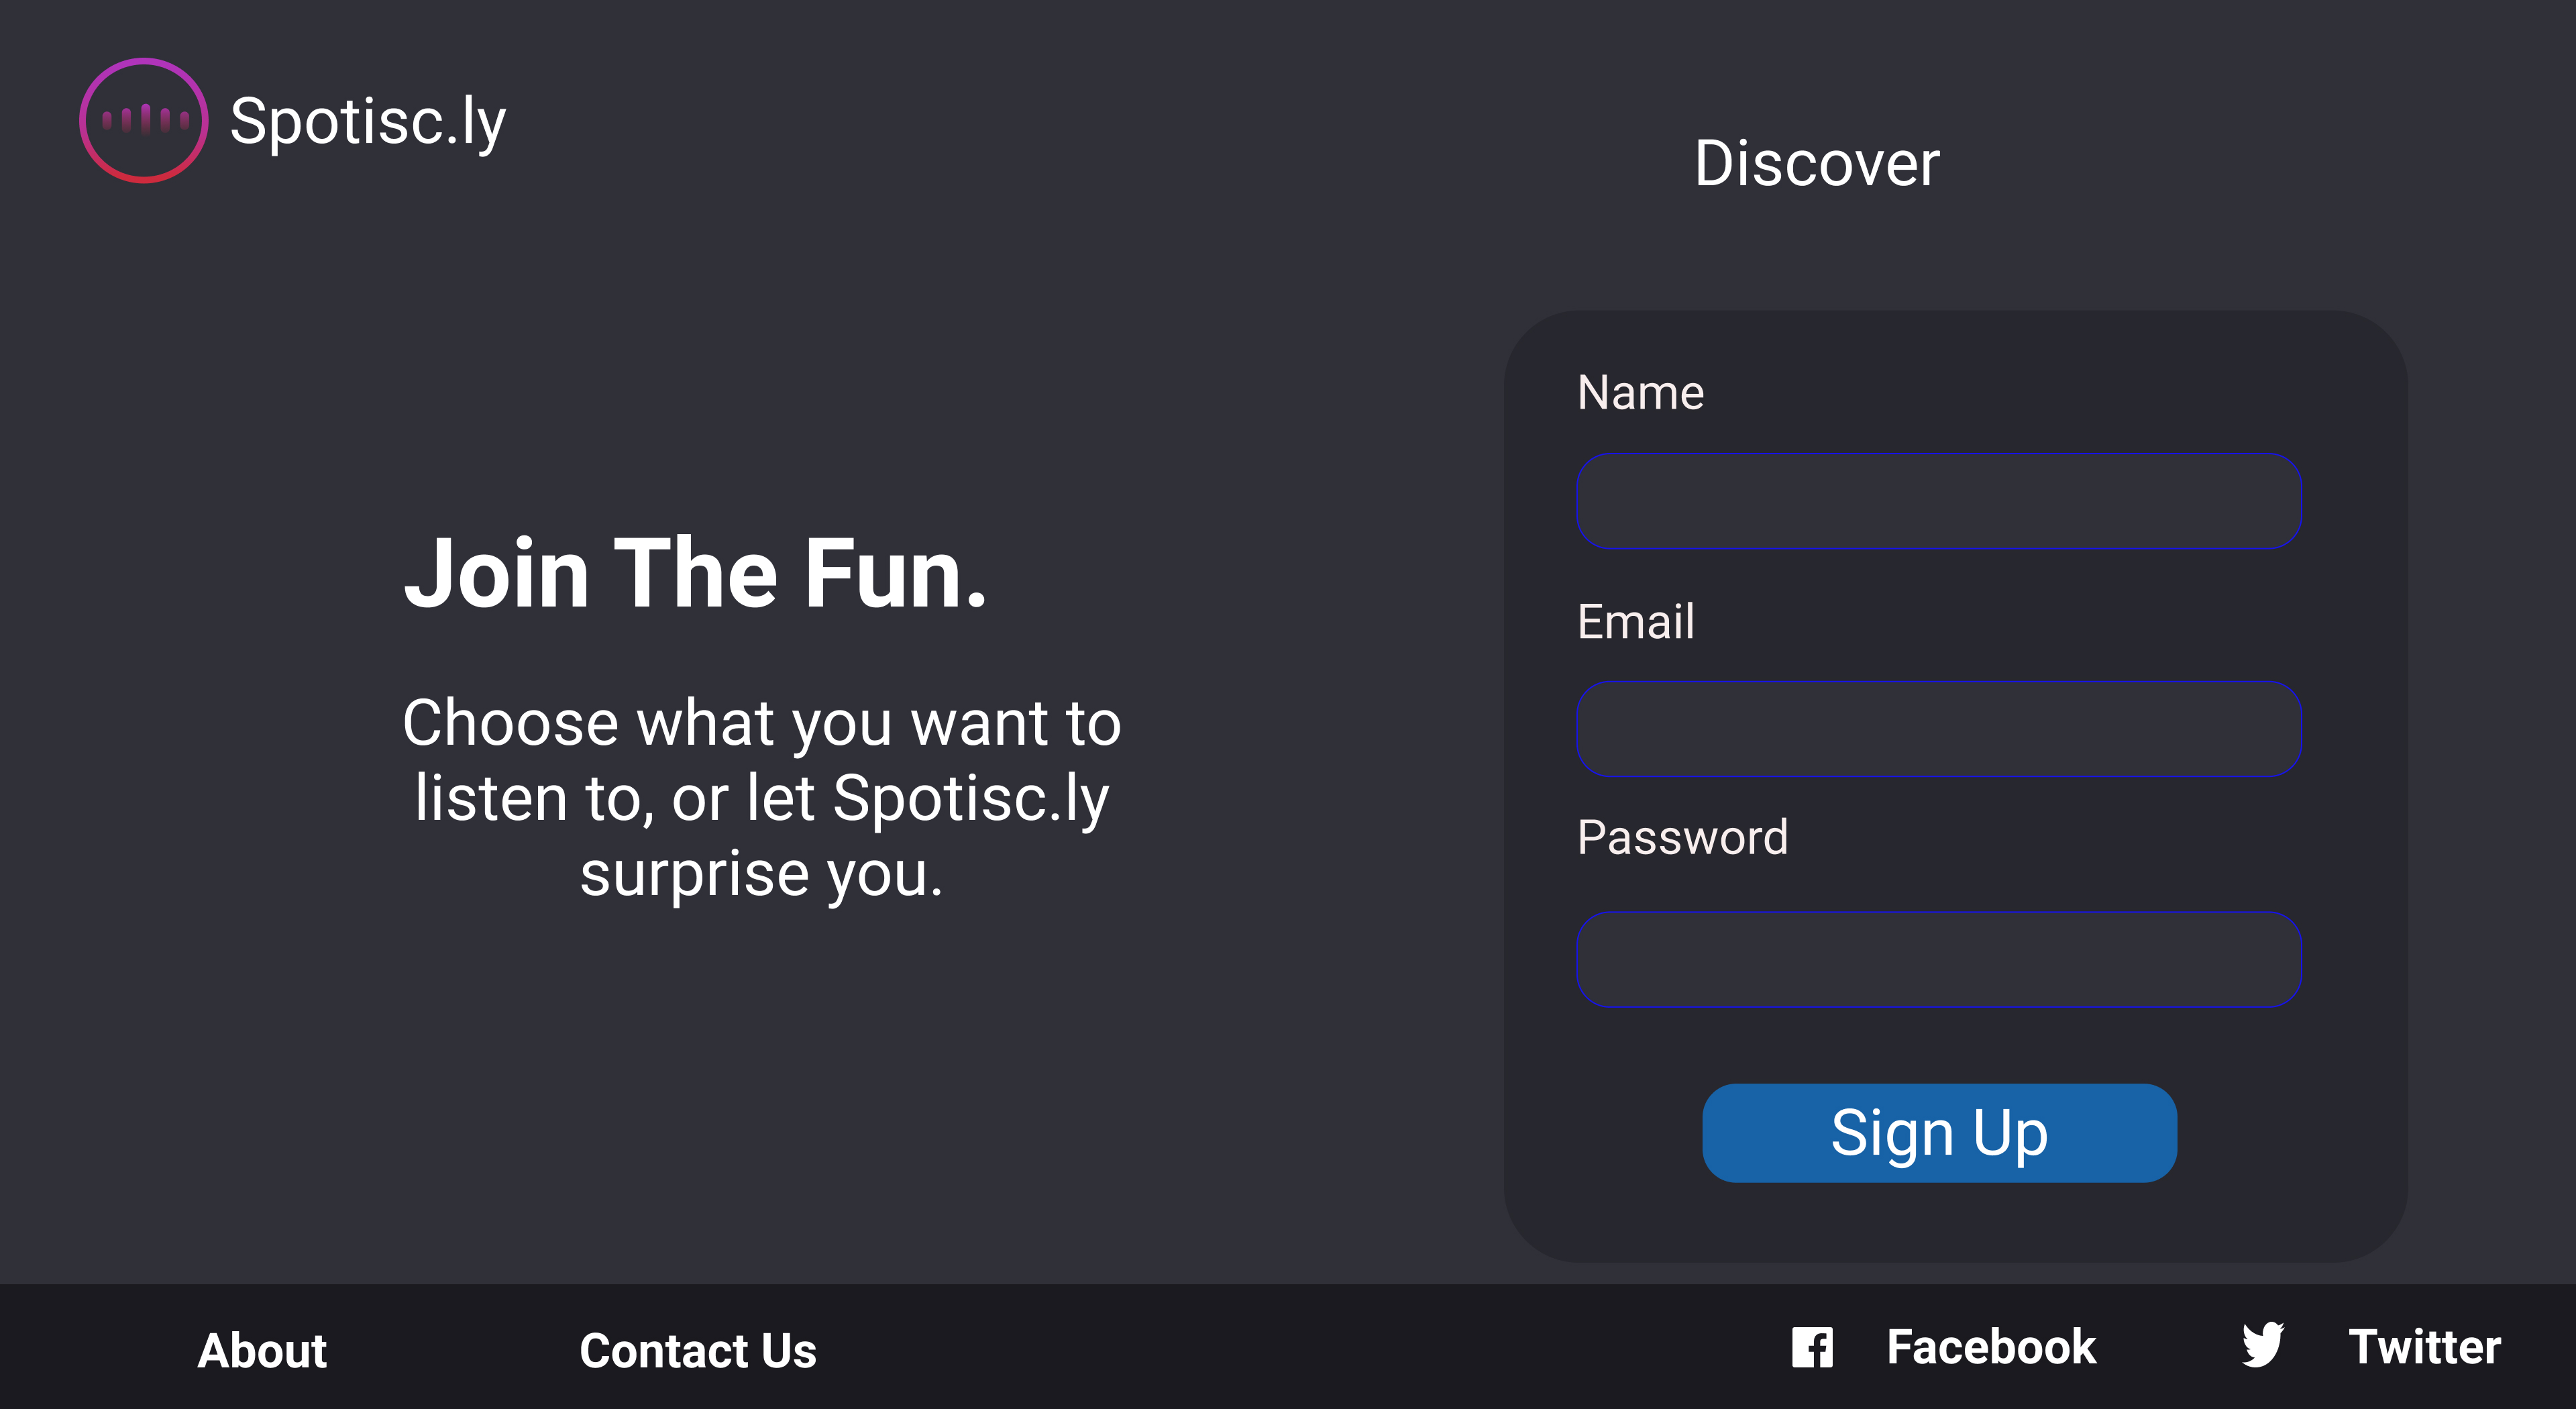 Spotisc.ly
Discover
Join The Fun.
Choose what you want to
listen to, or let Spotisc.ly
surprise you.
Name
Email
Password
Sign Up
About
Contact Us
Facebook
Twitter